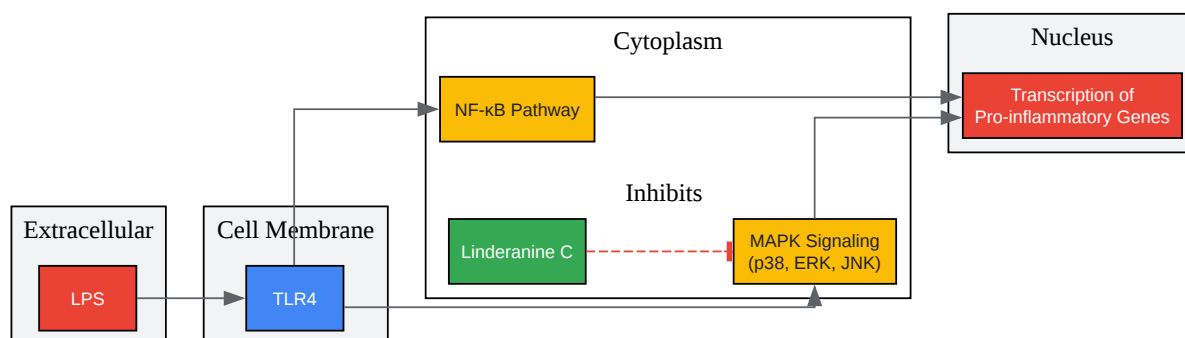 Cytoplasm
Nucleus
NF-κB Pathway
Transcription of
Pro-inflammatory Genes
Inhibits
Extracellular
Cell Membrane
Linderanine C
MAPK Signaling
(p38, ERK, JNK)
LPS
TLR4